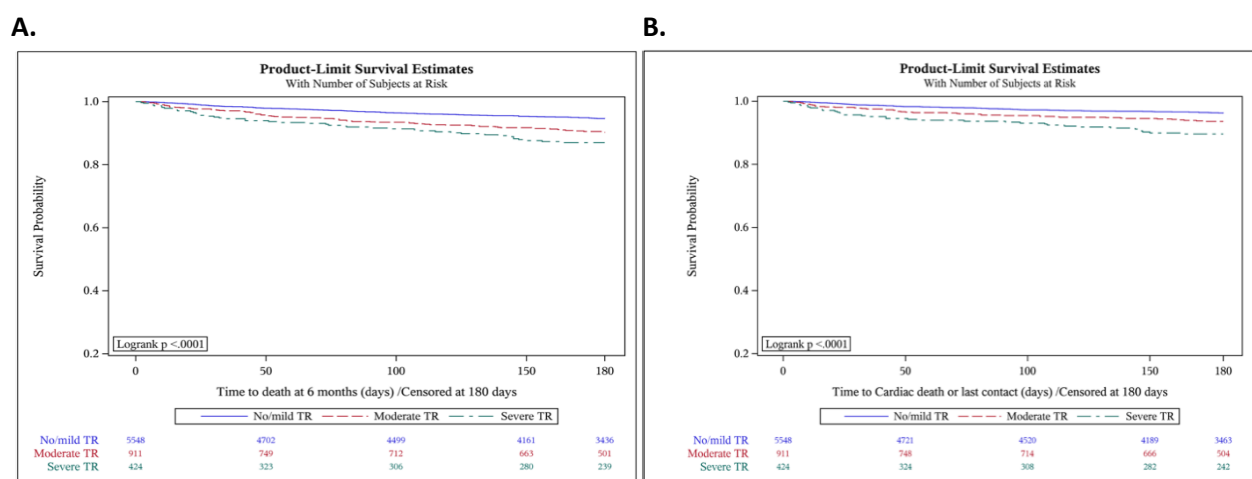 A.
Product-Limit Survival Estimates
With Number of Subjects at Risk
1.0
0.8
0.6
0.4
0.2
Survival Probability
Logrank p <.0001
0 50 100 150 180
Time to death at 6 months (days) /Censored at 180 days
No/mild TR Moderate TR Severe TR
No/mild TR 5548 4702 4499 4161 3436
Moderate TR 911 749 712 663 501
Severe TR 424 323 306 280 239
B.
Product-Limit Survival Estimates
With Number of Subjects at Risk
1.0
0.8
0.6
0.4
0.2
Survival Probability
Logrank p <.0001
0 50 100 150 180
Time to Cardiac death or last contact (days) /Censored at 180 days
No/mild TR Moderate TR Severe TR
No/mild TR 5548 4721 4520 4189 3463
Moderate TR 911 748 714 666 504
Severe TR 424 324 308 282 242